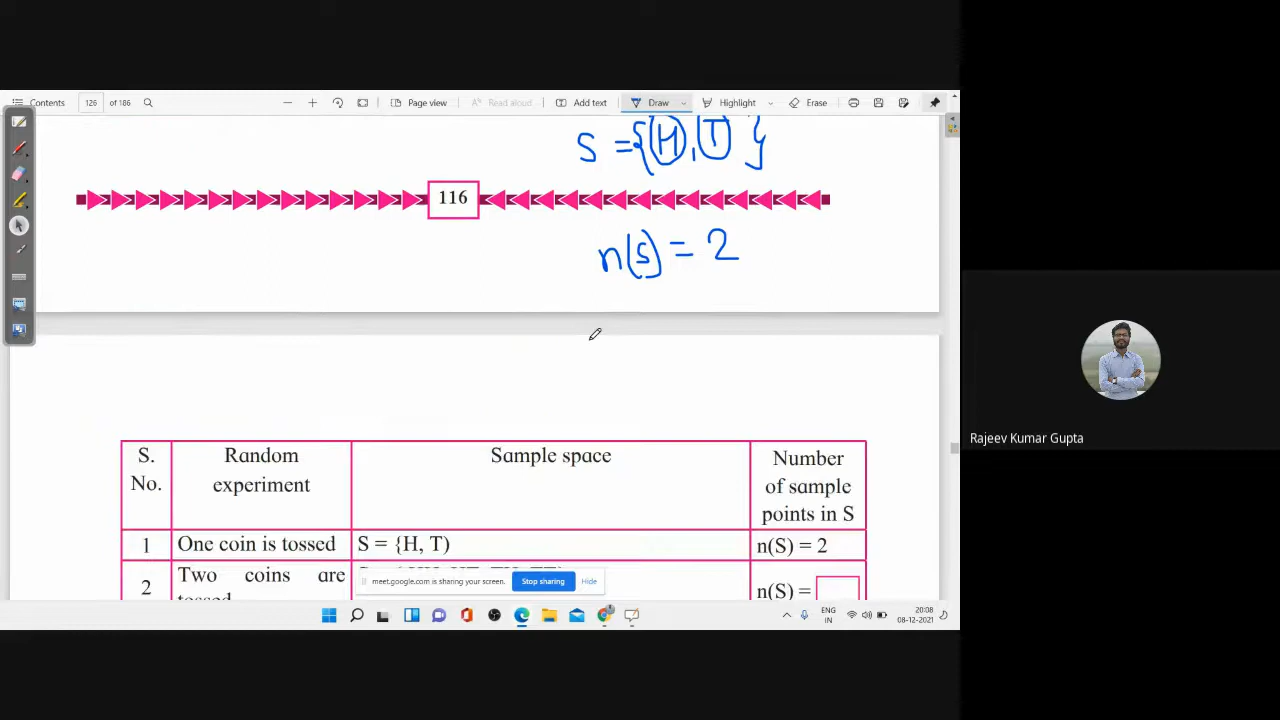 Contents 126 of 186 Page view Read aloud Add text Draw Highlight Erase
S = {H, T }
116
n(S) = 2
S. No.
Random experiment
Sample space
Number of sample points in S
1 One coin is tossed S = {H, T) n(S) = 2
2 Two coins are n(S) =
meet.google.com is sharing your screen. Stop sharing Hide
Rajeev Kumar Gupta
ENG IN 20:08 08-12-2021